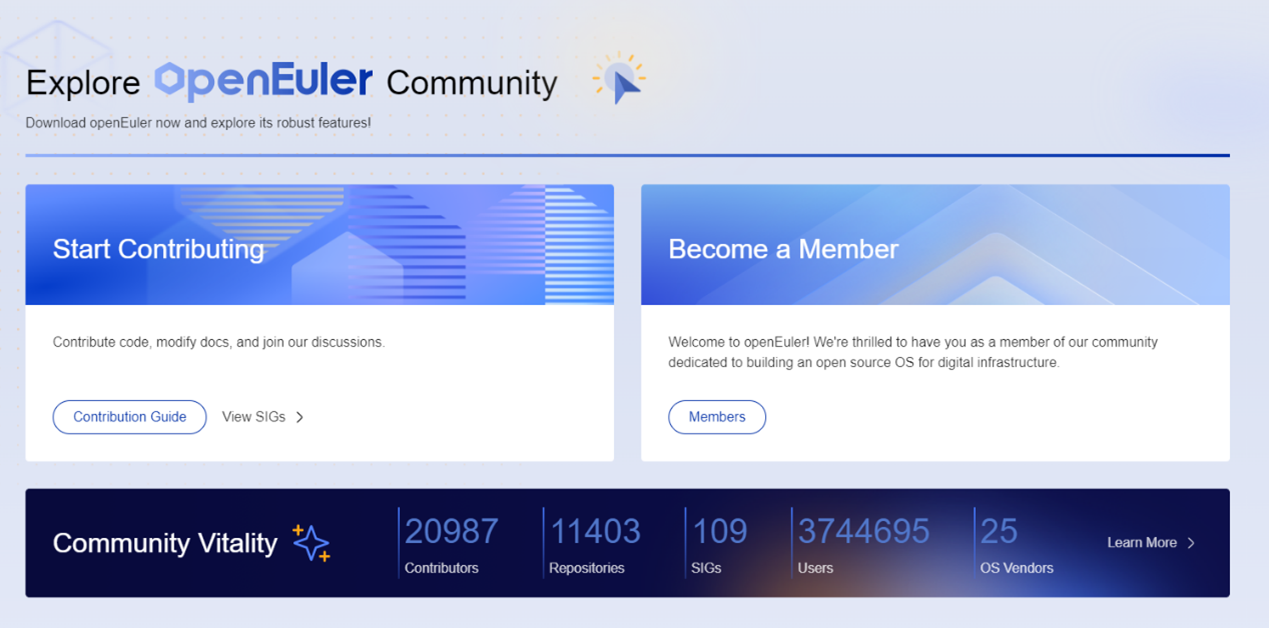 Explore openEuler Community
Download openEuler now and explore its robust features!
Start Contributing
Contribute code, modify docs, and join our discussions.
Contribution Guide
View SIGs
Become a Member
Welcome to openEuler! We're thrilled to have you as a member of our community
dedicated to building an open source OS for digital infrastructure.
Members
Community Vitality
20987
Contributors
11403
Repositories
109
SIGs
3744695
Users
25
OS Vendors
Learn More